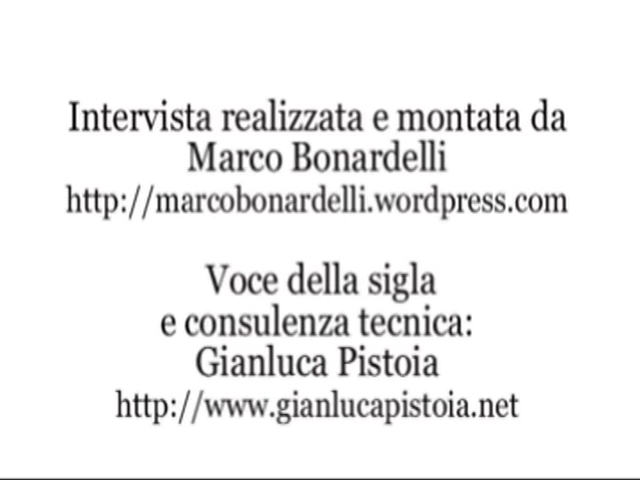 Intervista realizzata e montata da
Marco Bonardelli
http://marcobonardelli.wordpress.com
Voce della sigla
e consulenza tecnica:
Gianluca Pistoia
http://www.gianlucapistoia.net